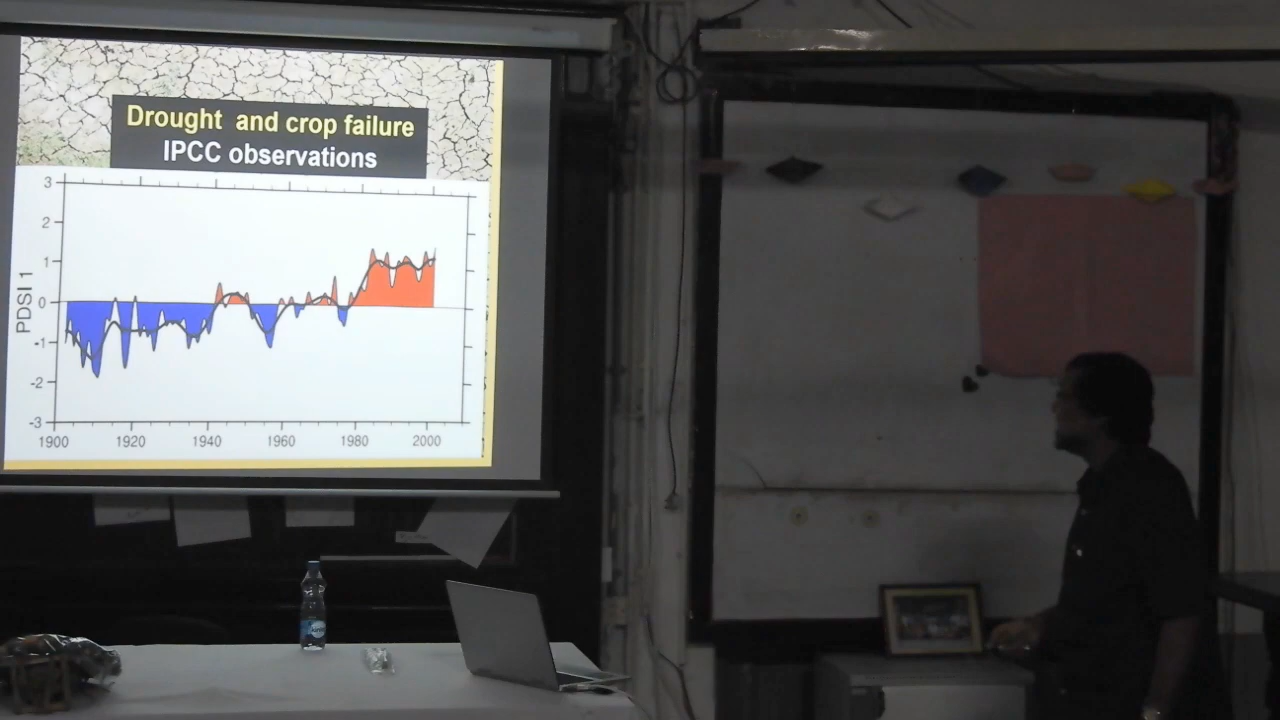 Drought and crop failure
IPCC observations
3
2
1
0
-1
-2
-3
PDSI 1
1900 1920 1940 1960 1980 2000